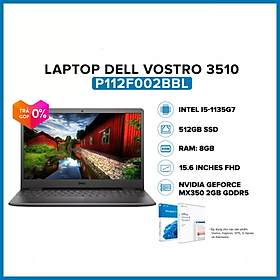 LAPTOP DELL VOSTRO 3510
P112F002BBL
TRẢ GÓP 0%
INTEL I5-1135G7
512GB SSD
RAM: 8GB
15.6 INCHES FHD
NVIDIA GEFORCE
MX350 2GB GDDR5